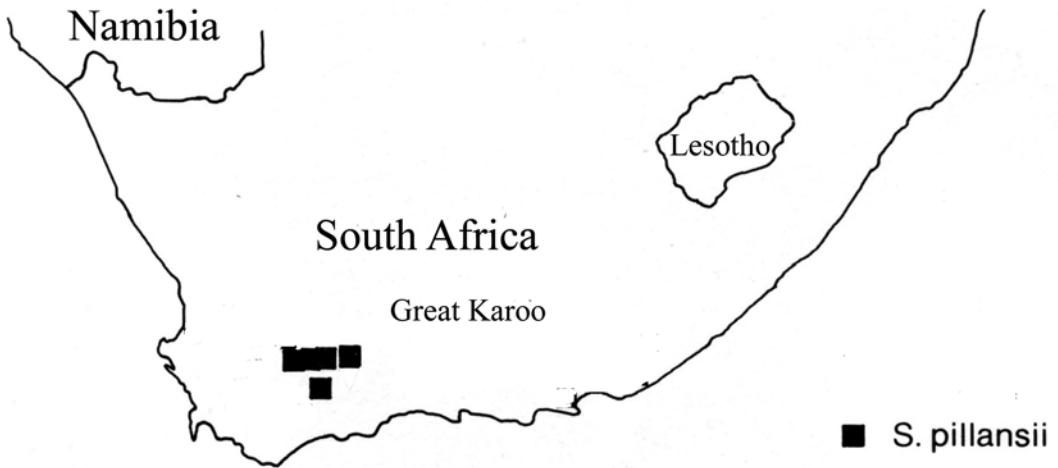 Namibia
Lesotho
South Africa
Great Karoo
S. pillansii